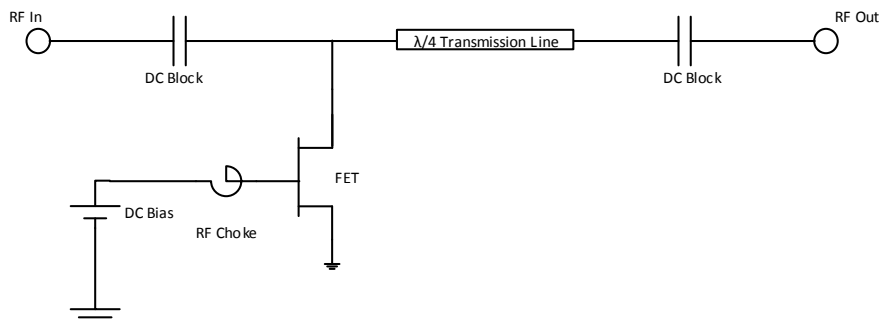 RF In
RF Out
λ/4 Transmission Line
DC Block
DC Block
FET
DC Bias
RF Choke